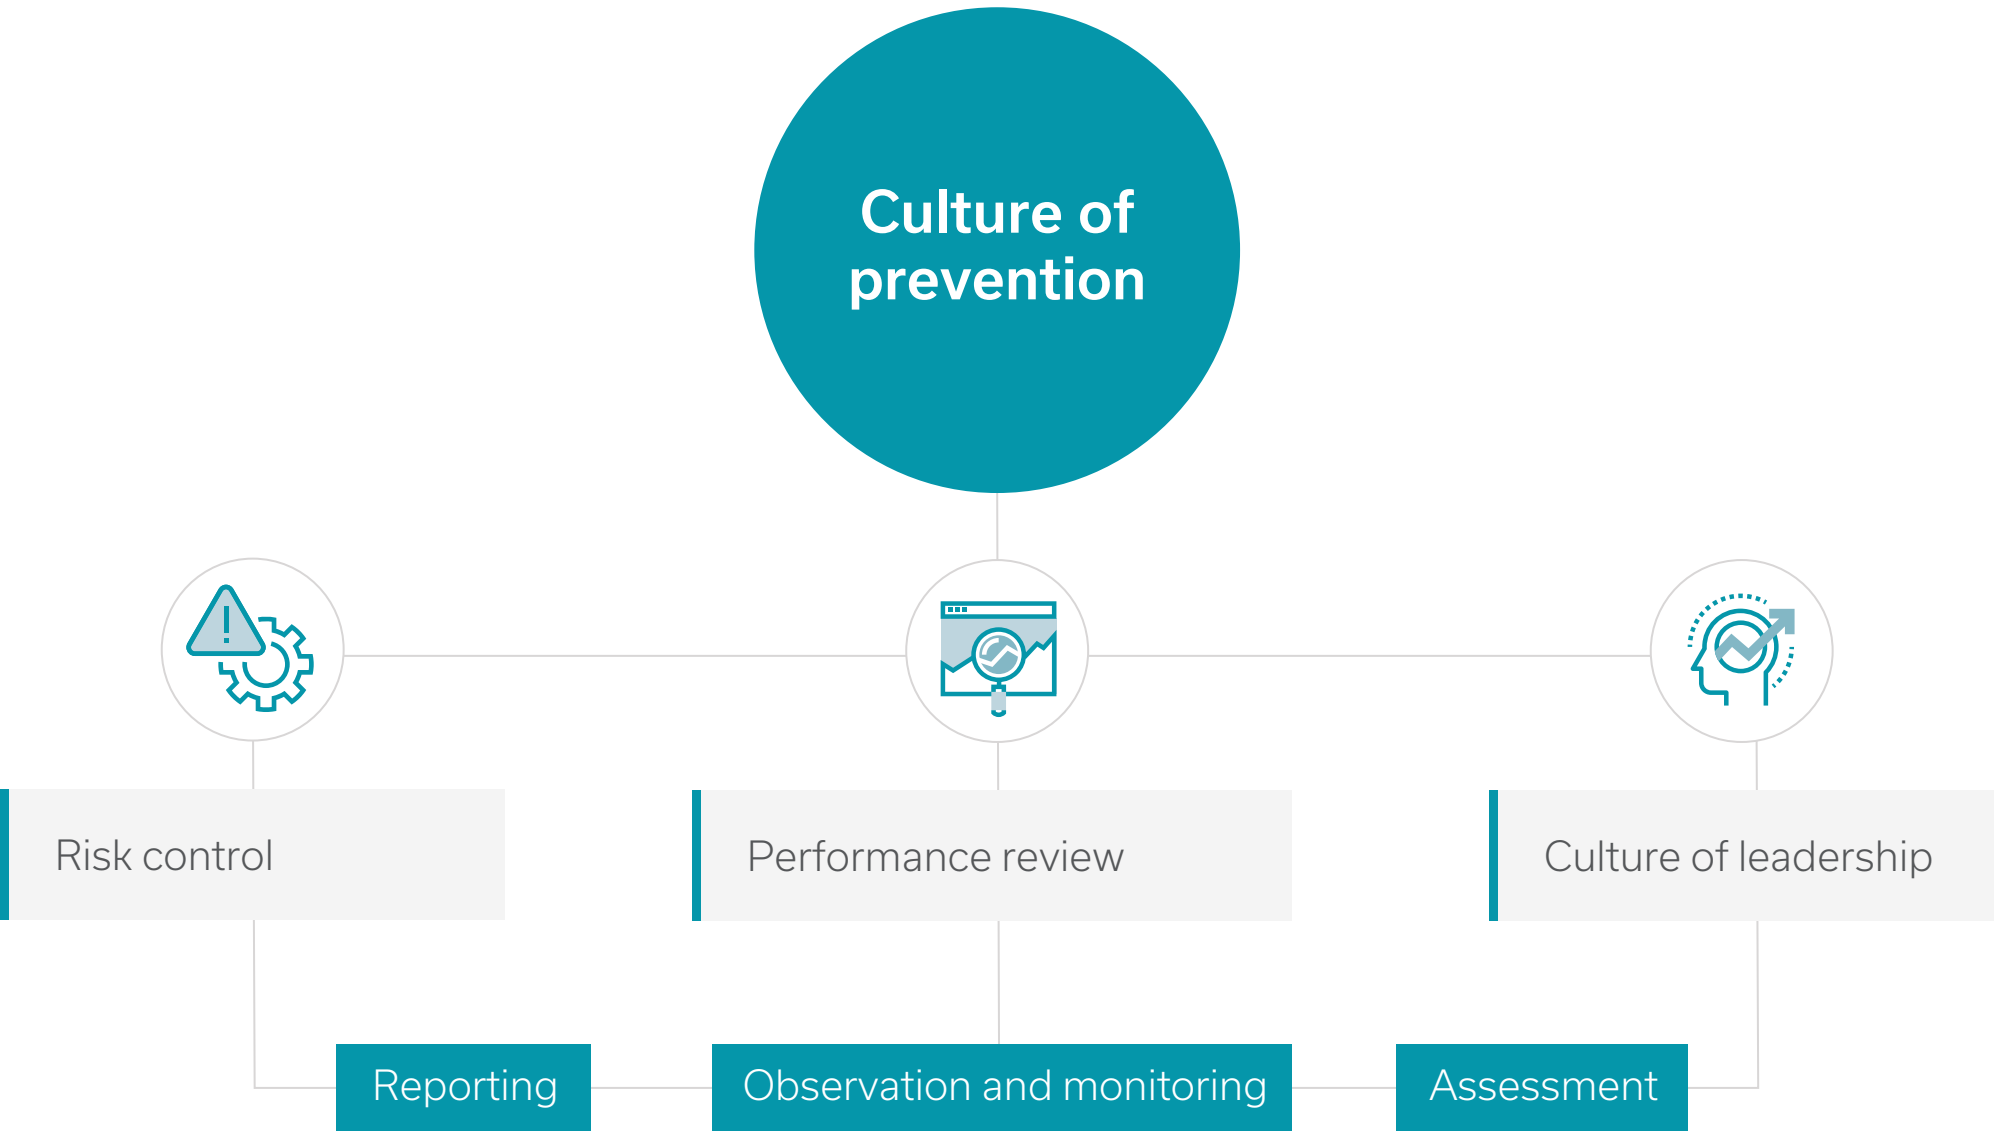 Culture of
prevention
Risk control
Performance review
Culture of leadership
Reporting
Observation and monitoring
Assessment